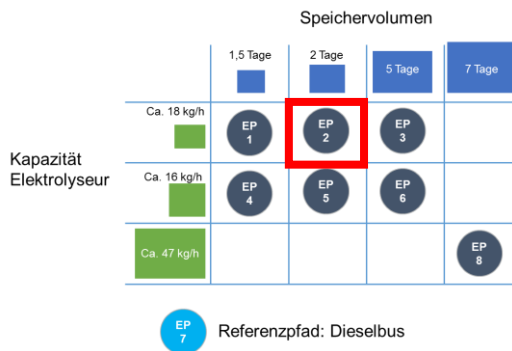 Speichervolumen
1,5 Tage
2 Tage
5 Tage
7 Tage
Kapazität
Elektrolyseur
Ca. 18 kg/h
EP
1
EP
2
EP
3
Ca. 16 kg/h
EP
4
EP
5
EP
6
Ca. 47 kg/h
EP
8
EP
7
Referenzpfad: Dieselbus